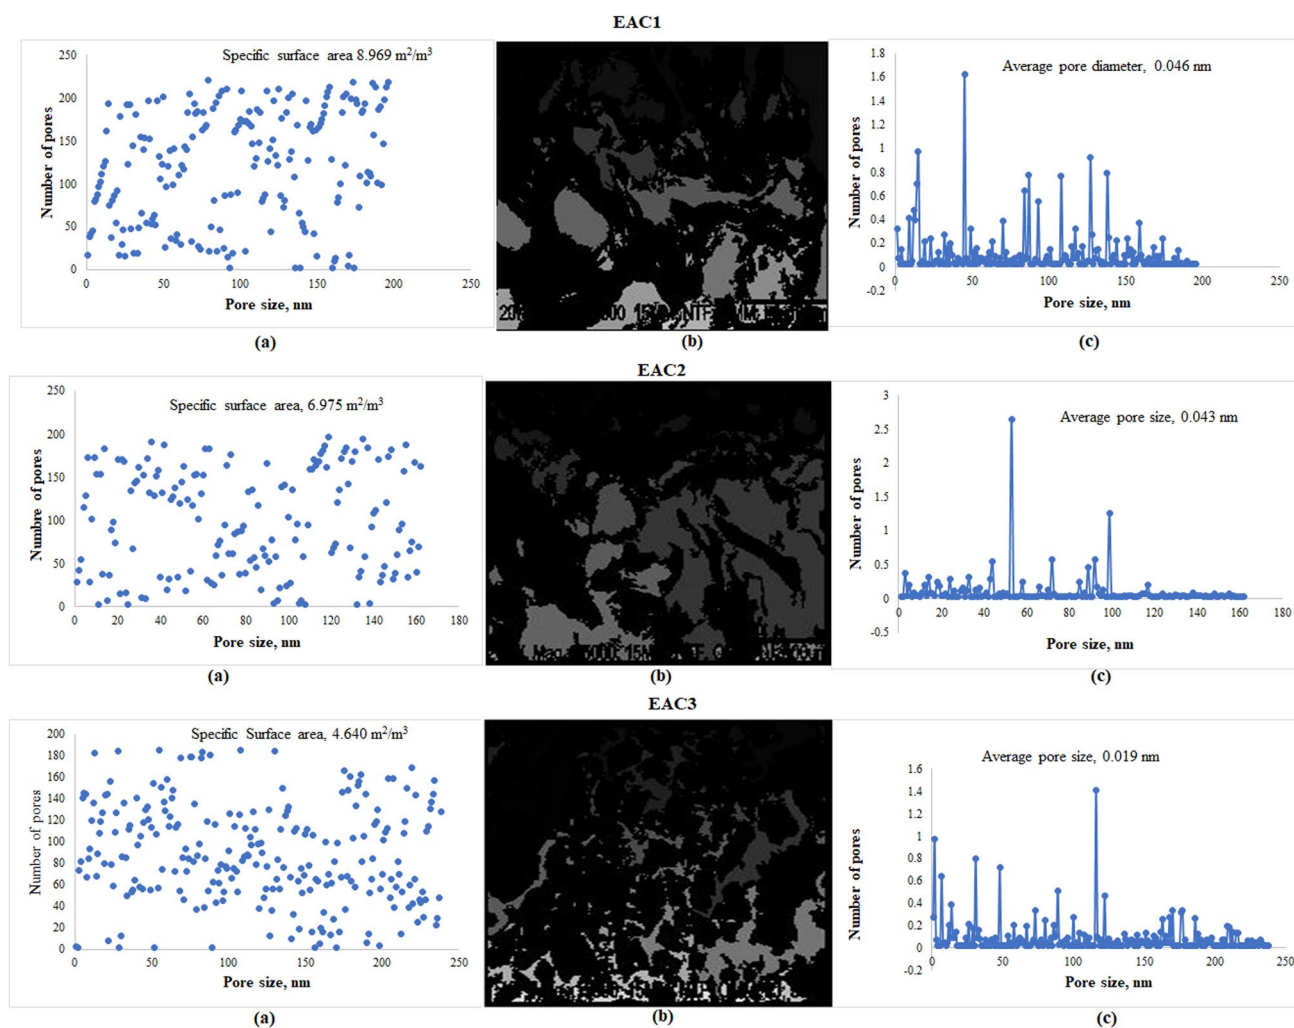 EAC1
Specific surface area 8.969 m²/m³
Number of pores
250
200
150
100
50
0
0 50 100 150 200 250
Pore size, nm
(a)
(b)
Average pore diameter, 0.046 nm
Number of pores
1.8
1.6
1.4
1.2
1
0.8
0.6
0.4
0.2
0
-0.2
0 50 100 150 200 250
Pore size, nm
(c)
EAC2
Specific surface area, 6.975 m²/m³
Numbre of pores
250
200
150
100
50
0
0 20 40 60 80 100 120 140 160 180
Pore size, nm
(a)
Mag
(b)
Average pore size, 0.043 nm
Number of pores
3
2.5
2
1.5
1
0.5
0
-0.5
0 20 40 60 80 100 120 140 160 180
Pore size, nm
(c)
EAC3
Specific Surface area, 4.640 m²/m³
Number of pores
200
180
160
140
120
100
80
60
40
20
0
0 50 100 150 200 250
Pore size, nm
(a)
(b)
Average pore size, 0.019 nm
Number of pores
1.6
1.4
1.2
1
0.8
0.6
0.4
0.2
0
-0.2
0 50 100 150 200 250
Pore size, nm
(c)